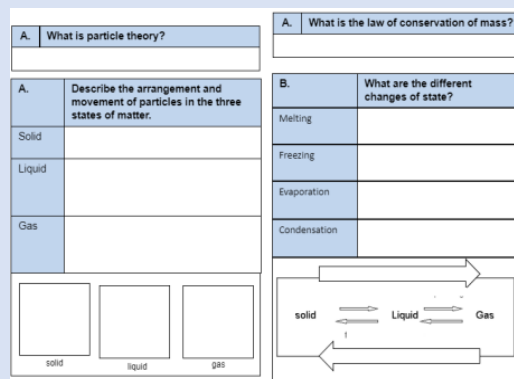 A. What is particle theory?
A. Describe the arrangement and
movement of particles in the three
states of matter.
Solid
Liquid
Gas
solid liquid gas
A. What is the law of conservation of mass?
B. What are the different
changes of state?
Melting
Freezing
Evaporation
Condensation
solid Liquid Gas